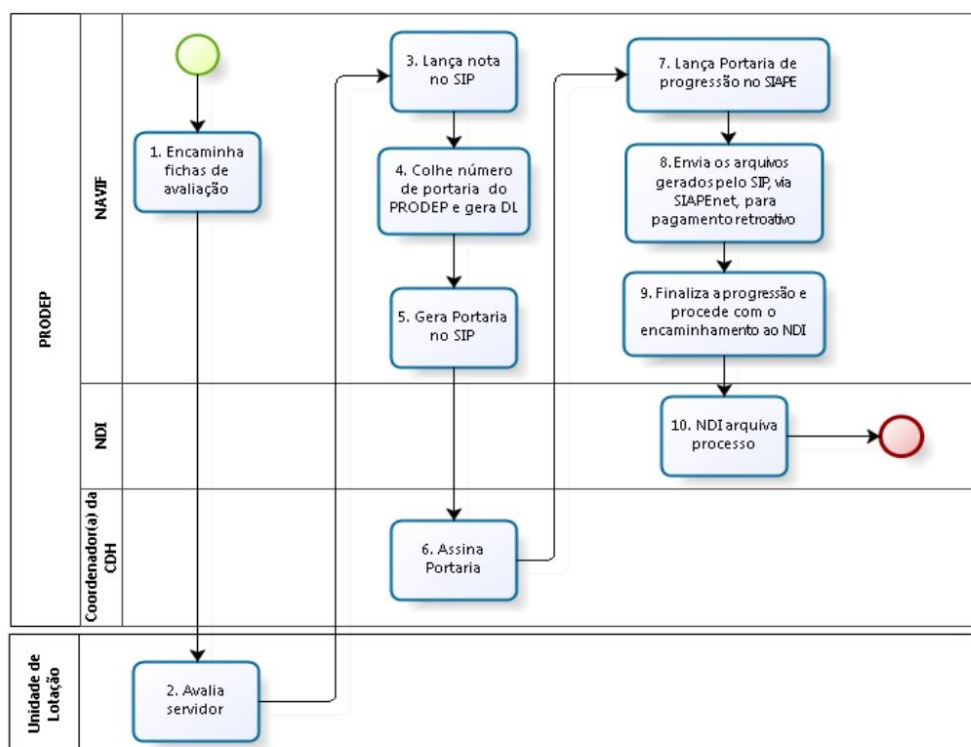 PRODEP
NAVIF
1. Encaminha
fichas de
avaliação
3. Lança nota
no SIP
4. Colhe número
de portaria do
PRODEP e gera DL
5. Gera Portaria
no SIP
7. Lança Portaria de
progressão no SIAPE
8. Envia os arquivos
gerados pelo SIP, via
SIAPEnet, para
pagamento retroativo
9. Finaliza a progressão e
procede com o
encaminhamento ao NDI
NDI
10. NDI arquiva
processo
Coordenador(a) da
CDH
6. Assina
Portaria
Unidade de
Lotação
2. Avalia
servidor